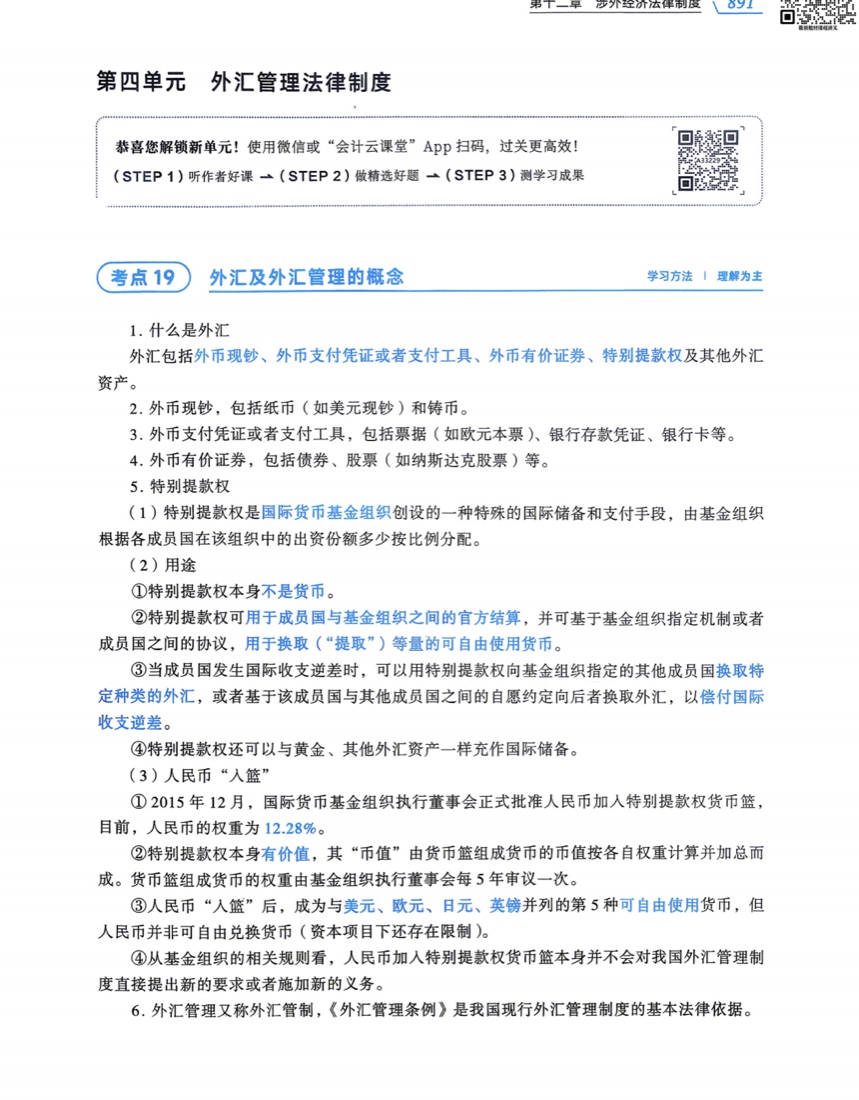 第十二章 涉外经济法律制度 891
第四单元 外汇管理法律制度
恭喜您解锁新单元！使用微信或“会计云课堂”App 扫码，过关更高效！
（STEP 1）听作者好课 → （STEP 2）做精选好题 → （STEP 3）测学习成果
考点 19 外汇及外汇管理的概念 学习方法 | 理解为主
1. 什么是外汇
外汇包括外币现钞、外币支付凭证或者支付工具、外币有价证券、特别提款权及其他外汇
资产。
2. 外币现钞，包括纸币（如美元现钞）和铸币。
3. 外币支付凭证或者支付工具，包括票据（如欧元本票）、银行存款凭证、银行卡等。
4. 外币有价证券，包括债券、股票（如纳斯达克股票）等。
5. 特别提款权
（1）特别提款权是国际货币基金组织创设的一种特殊的国际储备和支付手段，由基金组织
根据各成员国在该组织中的出资份额多少按比例分配。
（2）用途
①特别提款权本身不是货币。
②特别提款权可用于成员国与基金组织之间的官方结算，并可基于基金组织指定机制或者
成员国之间的协议，用于换取（“提取”）等量的可自由使用货币。
③当成员国发生国际收支逆差时，可以用特别提款权向基金组织指定的其他成员国换取特
定种类的外汇，或者基于该成员国与其他成员国之间的自愿约定向后者换取外汇，以偿付国际
收支逆差。
④特别提款权还可以与黄金、其他外汇资产一样充作国际储备。
（3）人民币“入篮”
① 2015 年 12 月，国际货币基金组织执行董事会正式批准人民币加入特别提款权货币篮，
目前，人民币的权重为 12.28%。
②特别提款权本身有价值，其“币值”由货币篮组成货币的币值按各自权重计算并加总而
成。货币篮组成货币的权重由基金组织执行董事会每 5 年审议一次。
③人民币“入篮”后，成为与美元、欧元、日元、英镑并列的第 5 种可自由使用货币，但
人民币并非可自由兑换货币（资本项目下还存在限制）。
④从基金组织的相关规则看，人民币加入特别提款权货币篮本身并不会对我国外汇管理制
度直接提出新的要求或者施加新的义务。
6. 外汇管理又称外汇管制，《外汇管理条例》是我国现行外汇管理制度的基本法律依据。